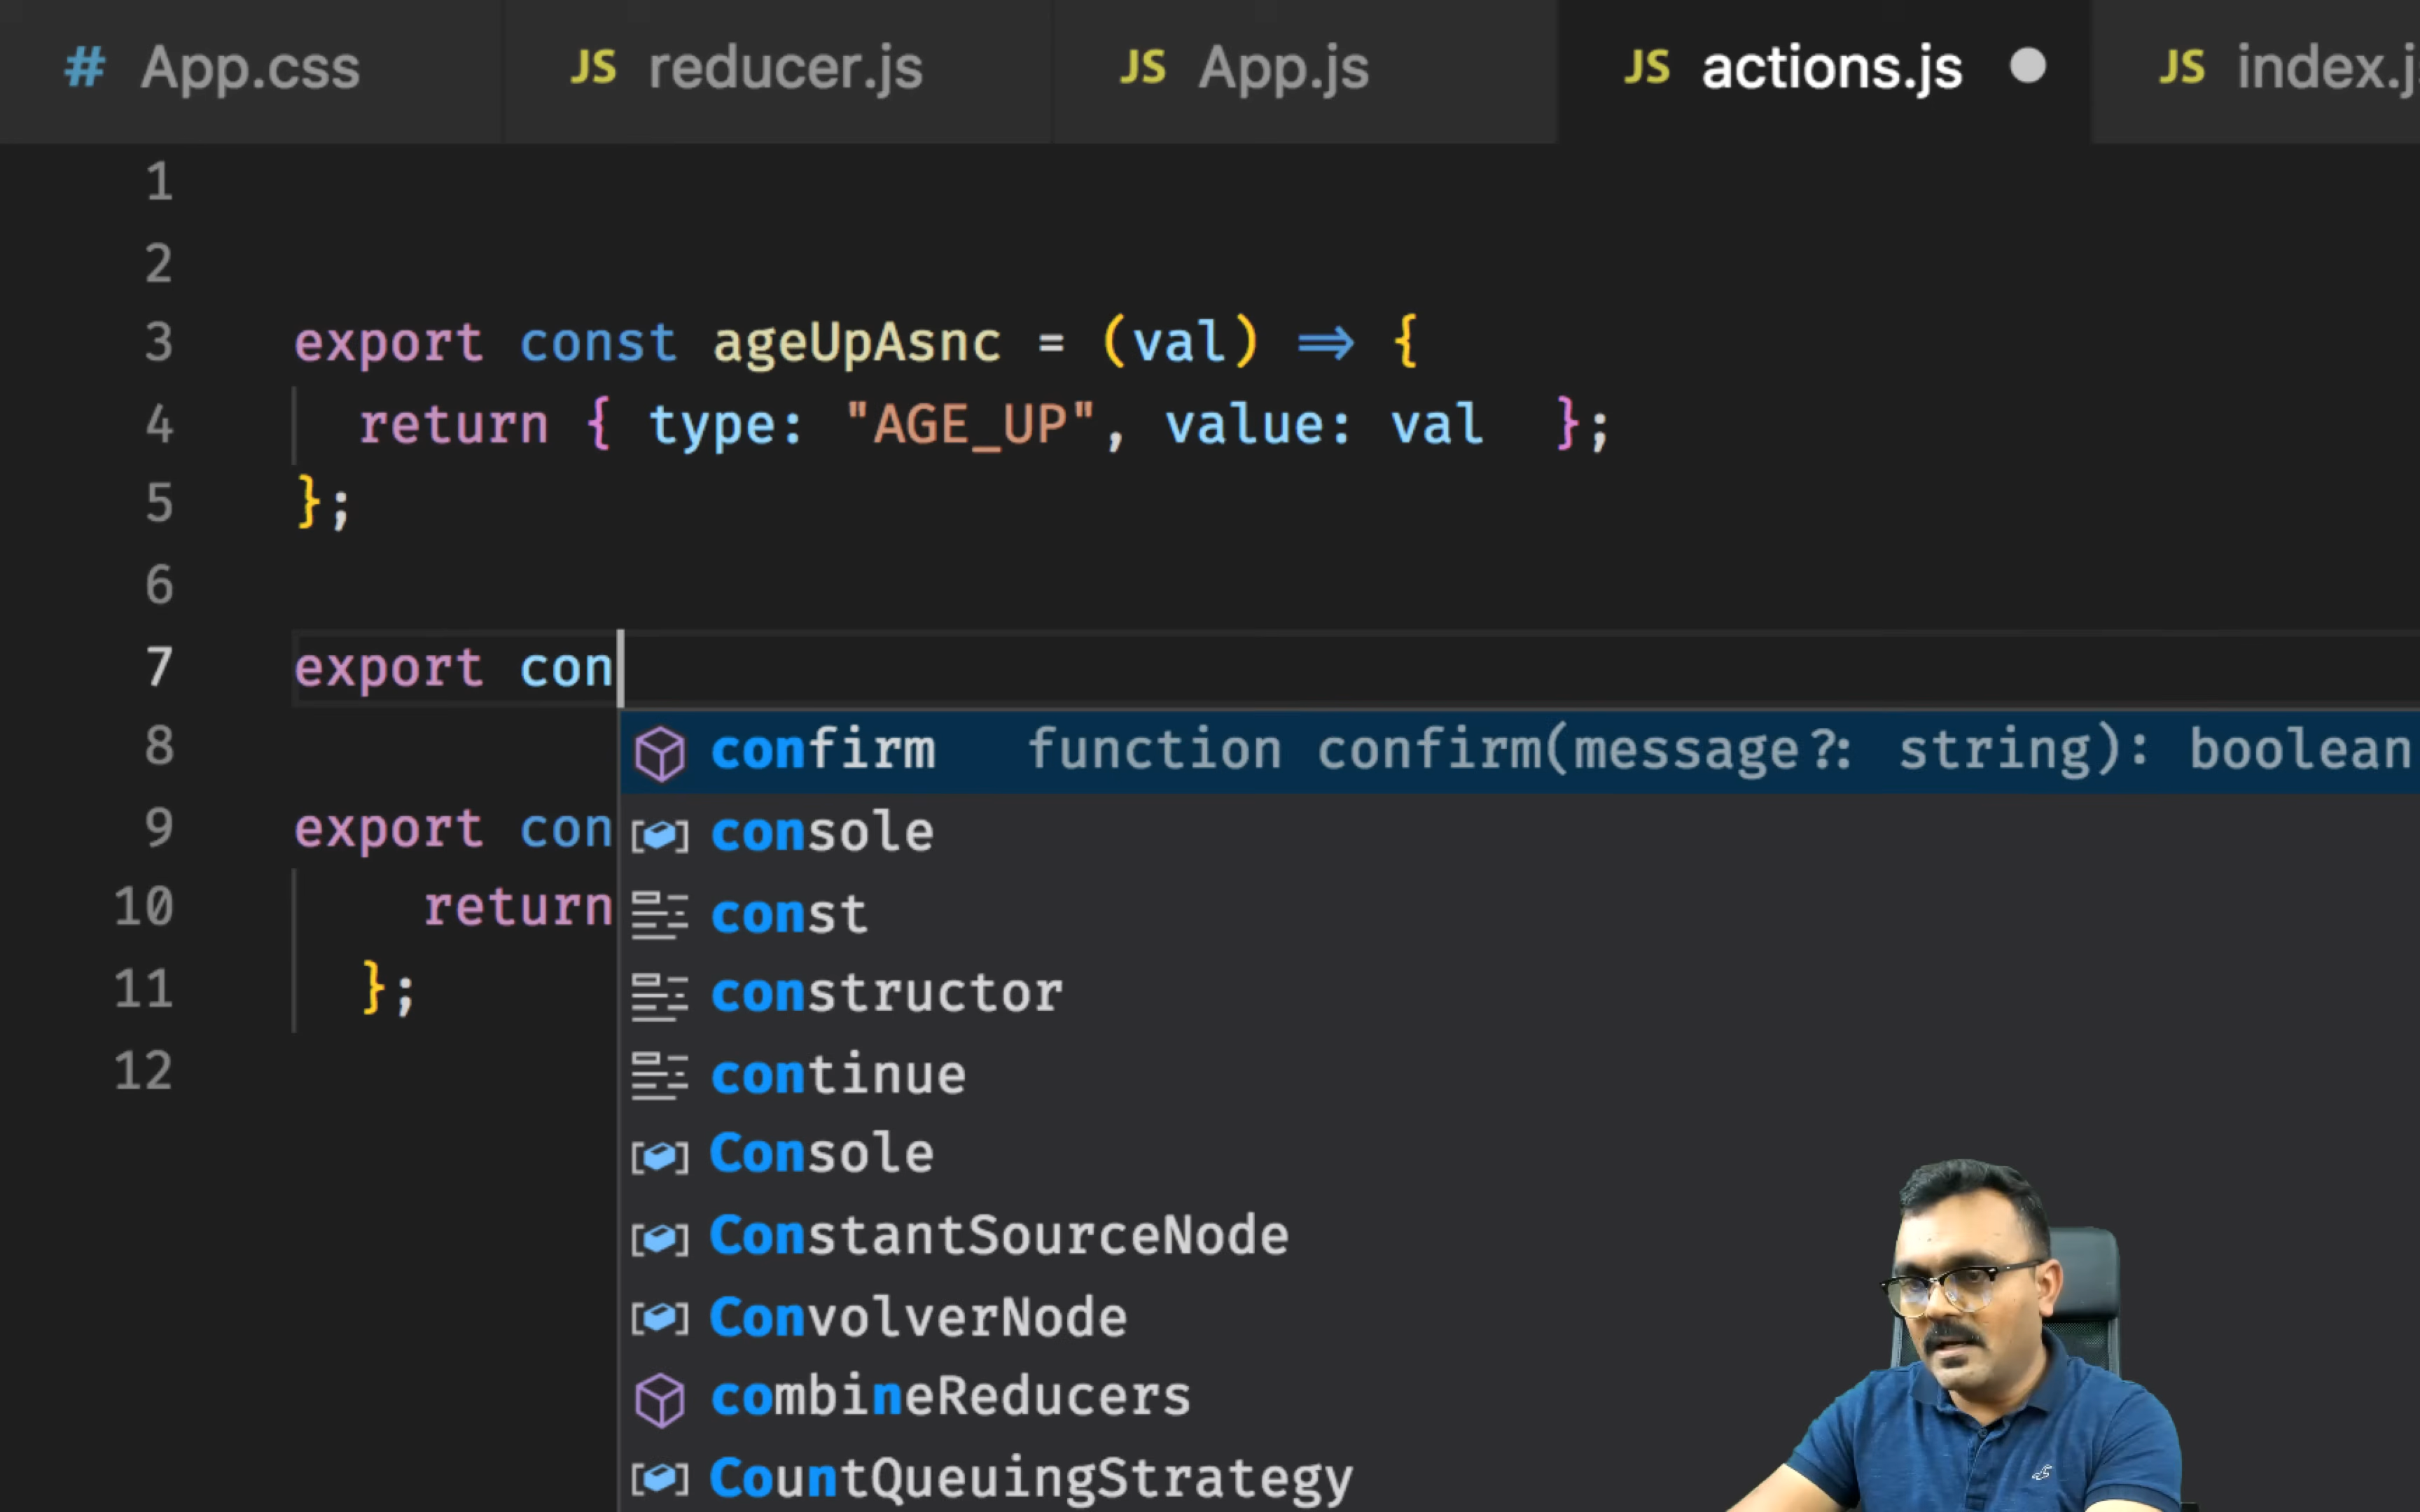 # App.css JS reducer.js JS App.js JS actions.js JS index.js
1
2
3 export const ageUpAsnc = (val) => {
4 return { type: "AGE_UP", value: val };
5 };
6
7 export con
8 confirm function confirm(message?: string): boolean
console
9 export con
const
10 return
constructor
11 };
continue
12
Console
ConstantSourceNode
ConvolverNode
combineReducers
CountQueuingStrategy